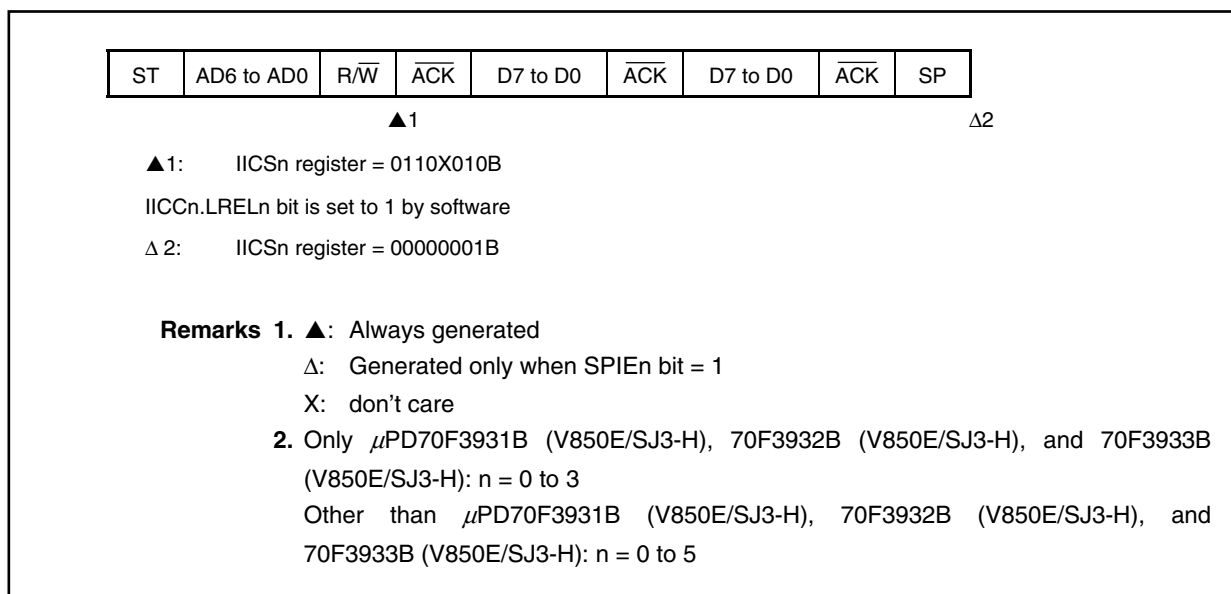 ST AD6 to AD0 R/W̅ A̅C̅K̅ D7 to D0 A̅C̅K̅ D7 to D0 A̅C̅K̅ SP
▲1 Δ2
▲1: IICSn register = 0110X010B
IICCn.LRELn bit is set to 1 by software
Δ 2: IICSn register = 00000001B
Remarks 1. ▲: Always generated
Δ: Generated only when SPIEn bit = 1
X: don't care
2. Only μPD70F3931B (V850E/SJ3-H), 70F3932B (V850E/SJ3-H), and 70F3933B
(V850E/SJ3-H): n = 0 to 3
Other than μPD70F3931B (V850E/SJ3-H), 70F3932B (V850E/SJ3-H), and
70F3933B (V850E/SJ3-H): n = 0 to 5